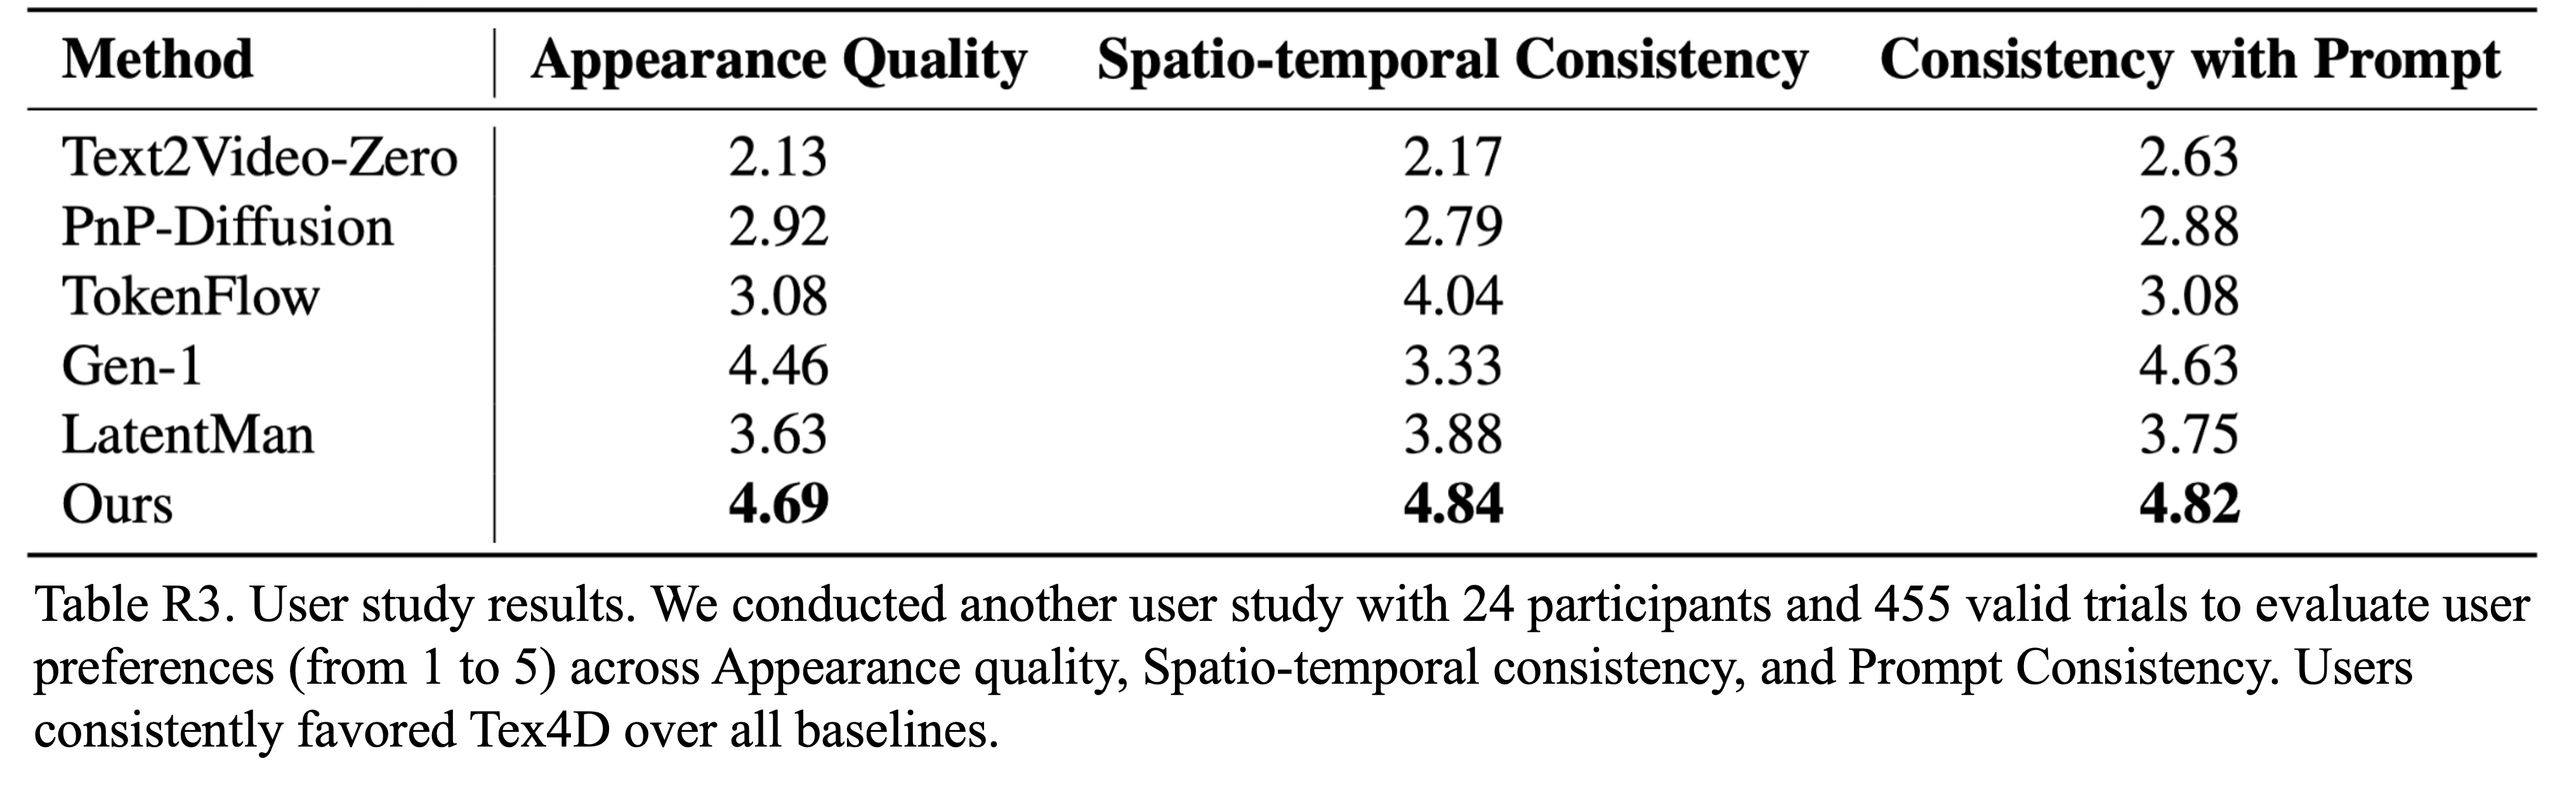 Method Appearance Quality Spatio-temporal Consistency Consistency with Prompt
Text2Video-Zero 2.13 2.17 2.63
PnP-Diffusion 2.92 2.79 2.88
TokenFlow 3.08 4.04 3.08
Gen-1 4.46 3.33 4.63
LatentMan 3.63 3.88 3.75
Ours 4.69 4.84 4.82
Table R3. User study results. We conducted another user study with 24 participants and 455 valid trials to evaluate user
preferences (from 1 to 5) across Appearance quality, Spatio-temporal consistency, and Prompt Consistency. Users
consistently favored Tex4D over all baselines.